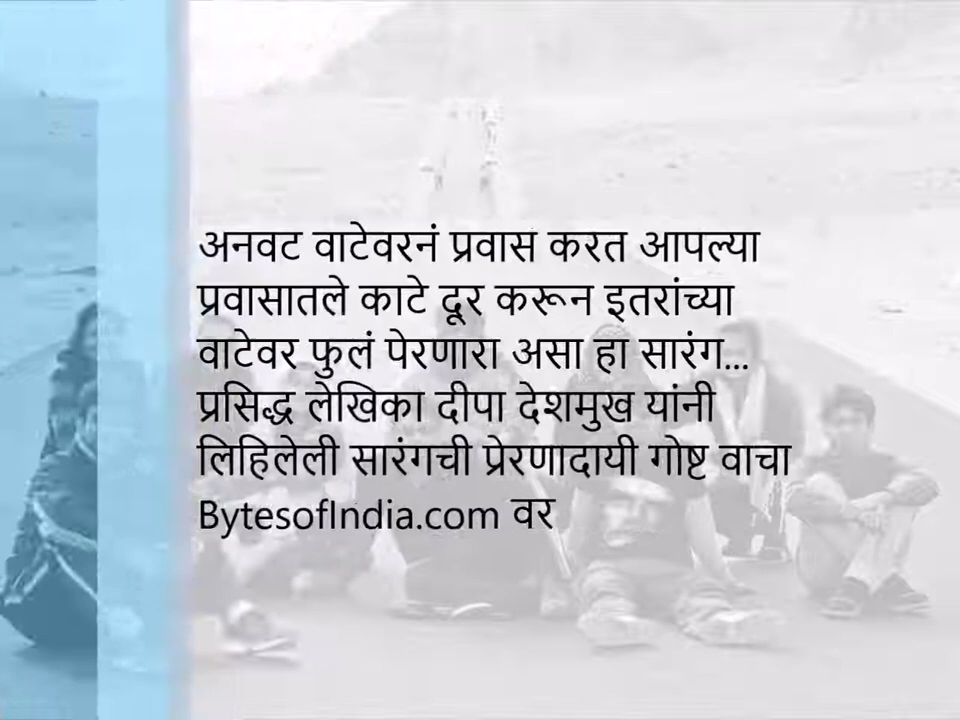 अनवट वाटेवरनं प्रवास करत आपल्या
प्रवासातले काटे दूर करून इतरांच्या
वाटेवर फुलं पेरणारा असा हा सारंग...
प्रसिद्ध लेखिका दीपा देशमुख यांनी
लिहिलेली सारंगची प्रेरणादायी गोष्ट वाचा
BytesofIndia.com वर